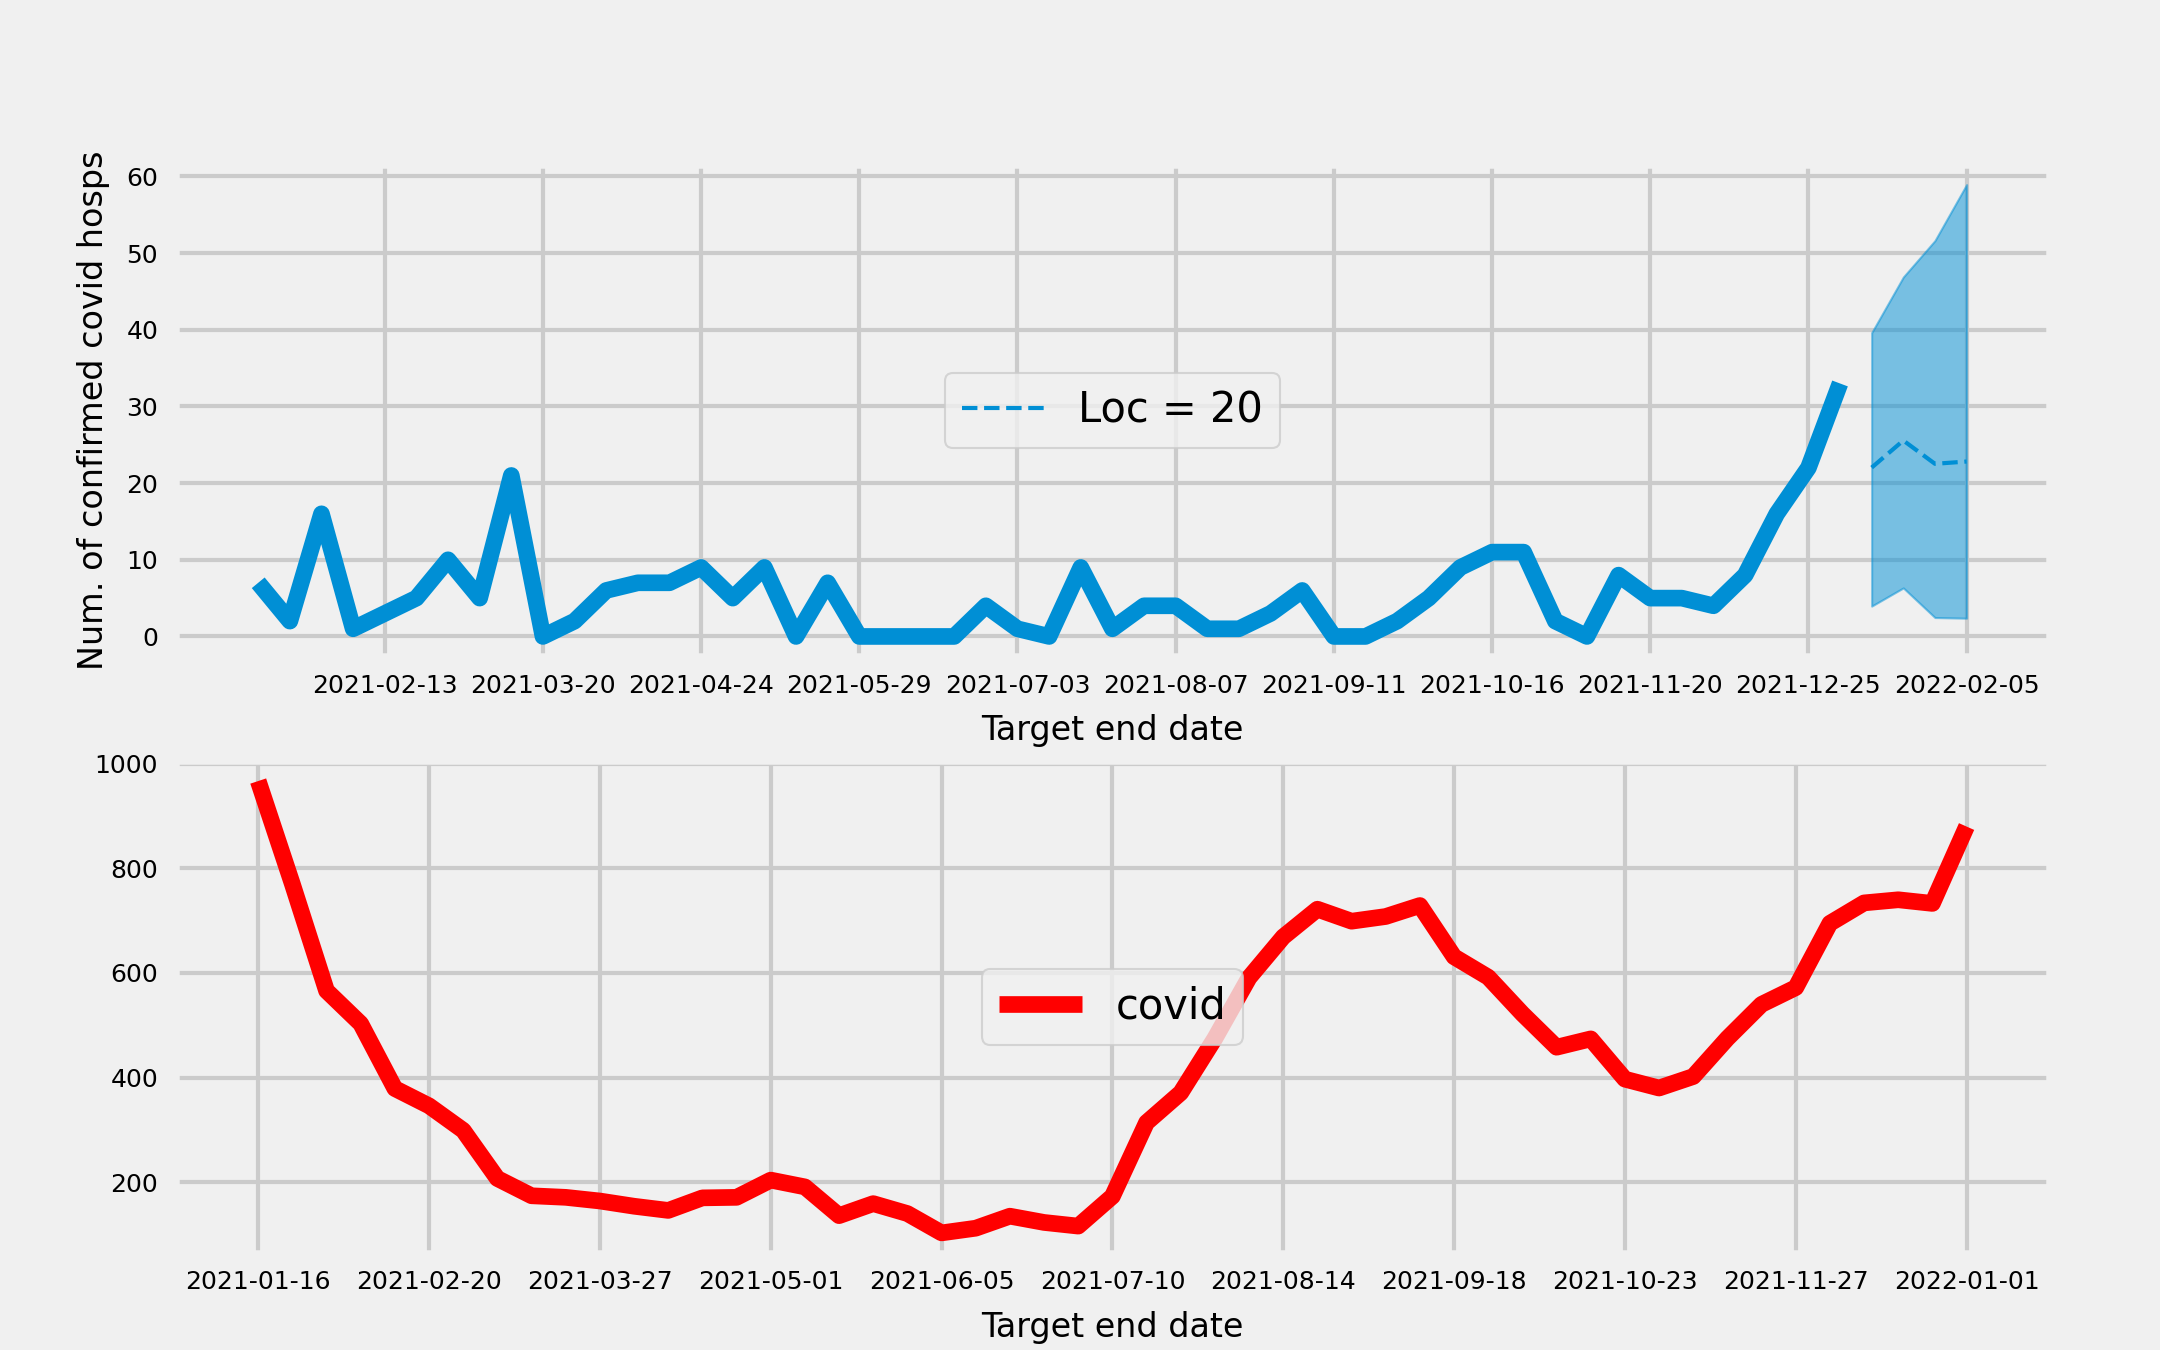 Num. of confirmed covid hosps
60
50
40
30
20
10
0
Loc = 20
2021-02-13 2021-03-20 2021-04-24 2021-05-29 2021-07-03 2021-08-07 2021-09-11 2021-10-16 2021-11-20 2021-12-25 2022-02-05
Target end date
1000
800
600
400
200
covid
2021-01-16 2021-02-20 2021-03-27 2021-05-01 2021-06-05 2021-07-10 2021-08-14 2021-09-18 2021-10-23 2021-11-27 2022-01-01
Target end date